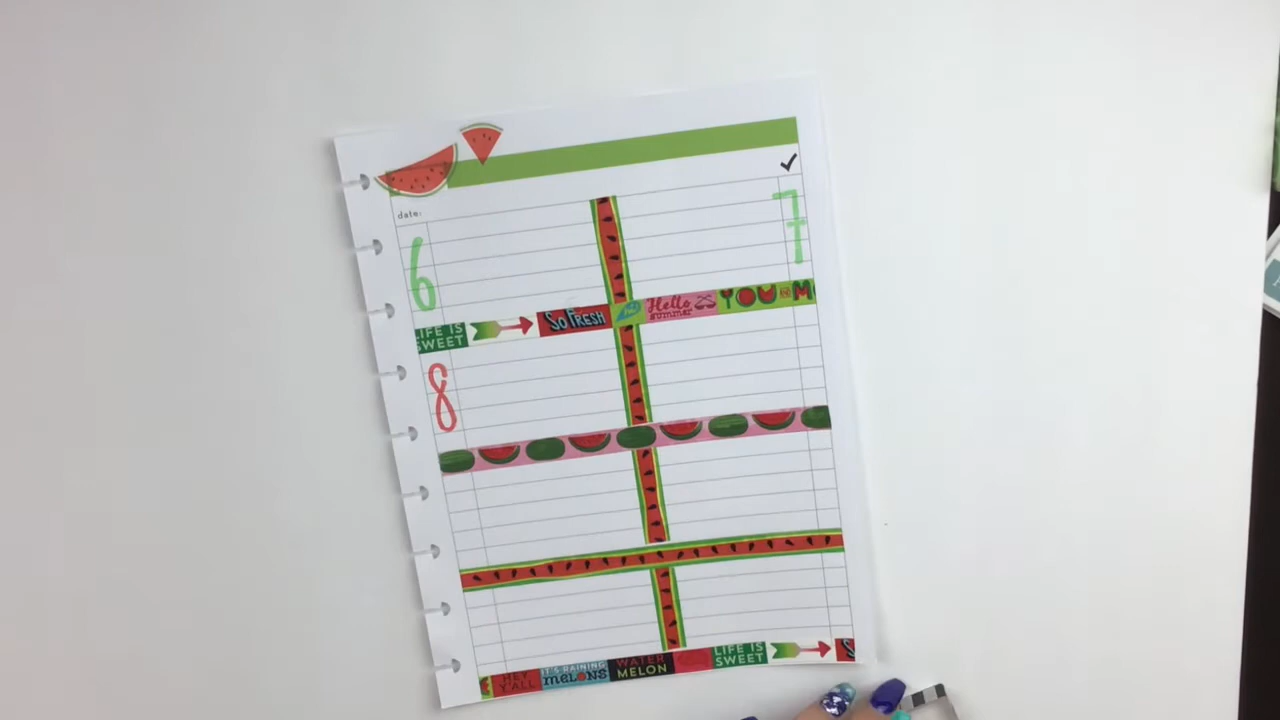 date:
6
7
LIFE IS SWEET
SO FRESH
Hello summer
YOU
8
HEY Y'ALL
IT'S RAINING MELONS
WATER MELON
LIFE IS SWEET